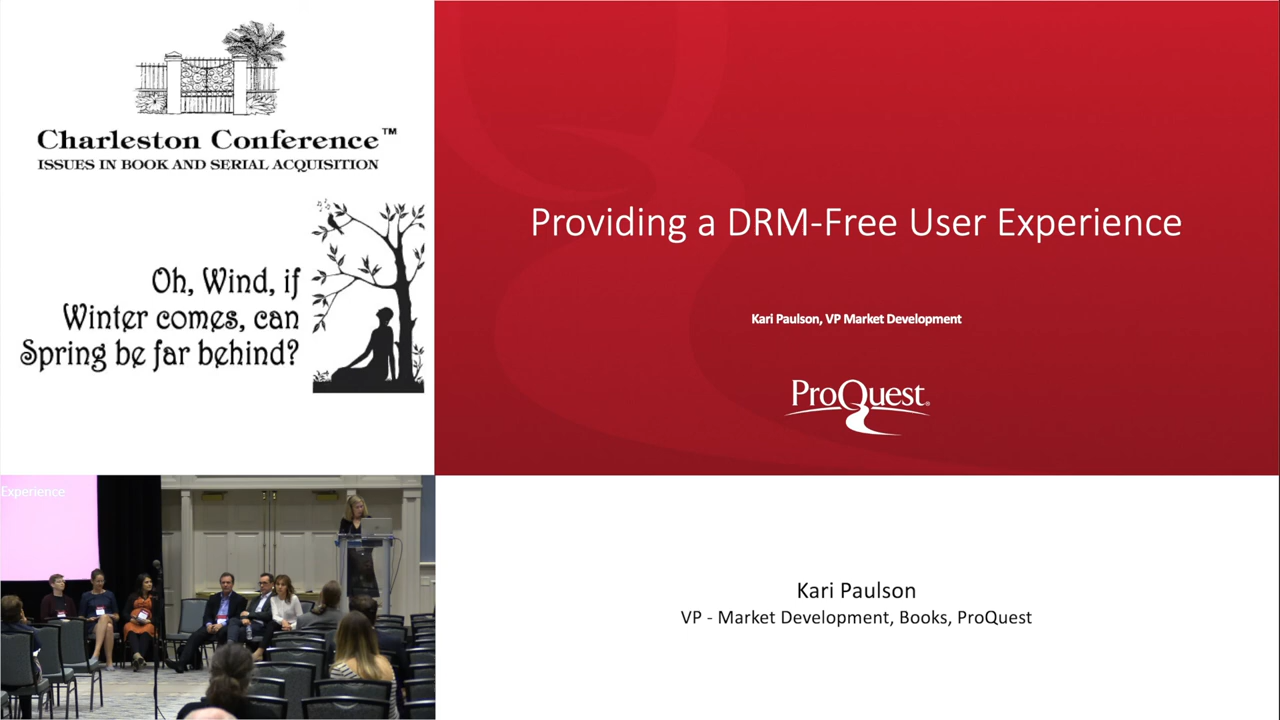 Charleston Conference™
ISSUES IN BOOK AND SERIAL ACQUISITION
Oh, Wind, if
Winter comes, can
Spring be far behind?
Providing a DRM-Free User Experience
Kari Paulson, VP Market Development
ProQuest®
Experience
Kari Paulson
VP - Market Development, Books, ProQuest